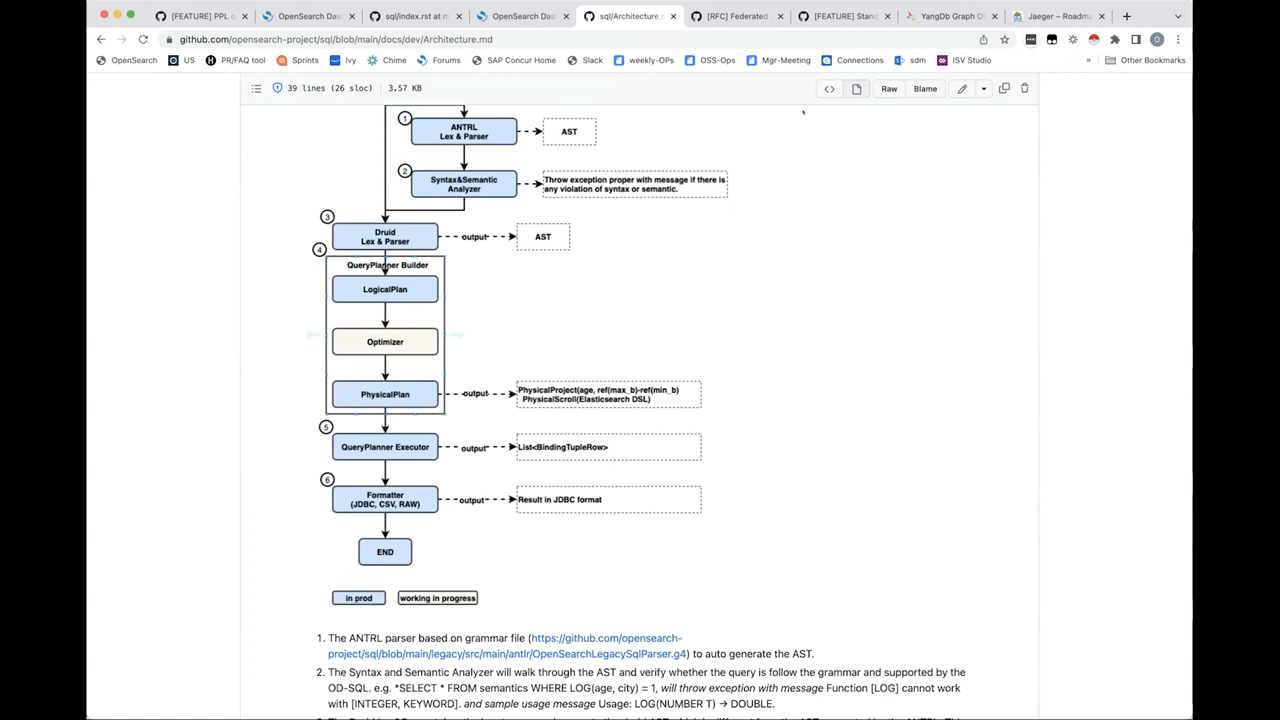 [FEATURE] PPL q
OpenSearch Das
sql/index.rst at m
OpenSearch Das
sql/Architecture.m
[RFC] Federated
[FEATURE] Stand
YangDb Graph D
Jaeger – Roadma
github.com/opensearch-project/sql/blob/main/docs/dev/Architecture.md
OpenSearch
US
PR/FAQ tool
Sprints
Ivy
Chime
Forums
SAP Concur Home
Slack
weekly-OPs
OSS-Ops
Mgr-Meeting
Connections
sdm
ISV Studio
»
Other Bookmarks
39 lines (26 sloc)
3.57 KB
Raw
Blame
1
ANTRL
Lex & Parser
AST
2
Syntax&Semantic
Analyzer
Throw exception proper with message if there is
any violation of syntax or semantic.
3
Druid
Lex & Parser
output
AST
4
QueryPlanner Builder
LogicalPlan
Optimizer
PhysicalPlan
output
PhysicalProject(age, ref(max_b)-ref(min_b)
PhysicalScroll(Elasticsearch DSL)
5
QueryPlanner Executor
output
List<BindingTupleRow>
6
Formatter
(JDBC, CSV, RAW)
output
Result in JDBC format
END
in prod
working in progress
1. The ANTRL parser based on grammar file (https://github.com/opensearch-
project/sql/blob/main/legacy/src/main/antlr/OpenSearchLegacySqlParser.g4) to auto generate the AST.
2. The Syntax and Semantic Analyzer will walk through the AST and verify whether the query is follow the grammar and supported by the
OD-SQL. e.g. *SELECT * FROM semantics WHERE LOG(age, city) = 1, will throw exception with message Function [LOG] cannot work
with [INTEGER, KEYWORD]. and sample usage message Usage: LOG(NUMBER T) -> DOUBLE.